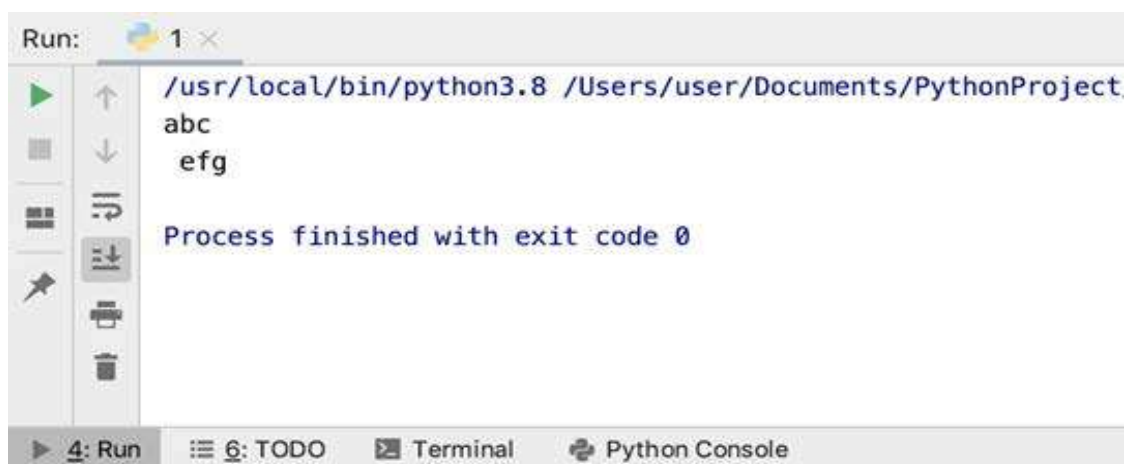 Run: 1
/usr/local/bin/python3.8 /Users/user/Documents/PythonProject/
abc
 efg
Process finished with exit code 0
4: Run 6: TODO Terminal Python Console